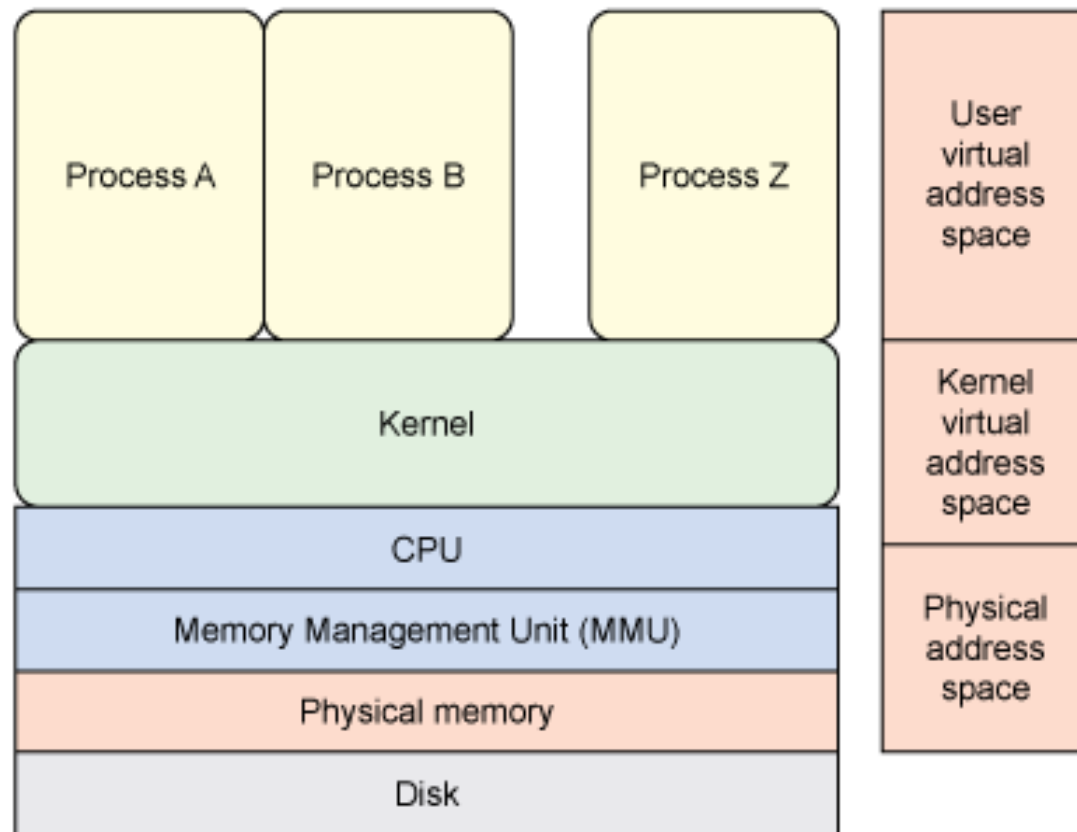 Process A
Process B
Process Z
Kernel
CPU
Memory Management Unit (MMU)
Physical memory
Disk
User
virtual
address
space
Kernel
virtual
address
space
Physical
address
space